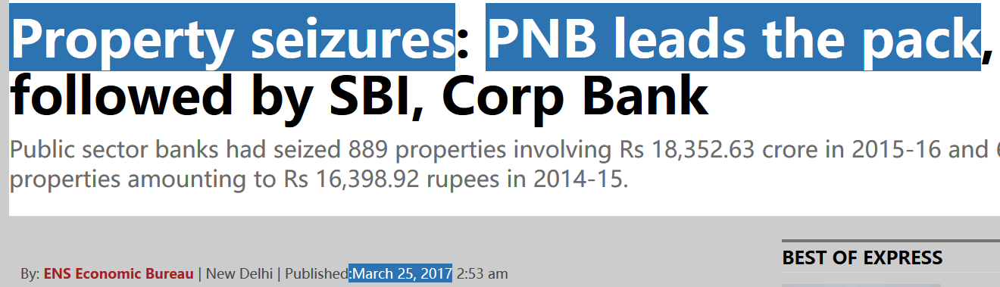 Property seizures: PNB leads the pack,
followed by SBI, Corp Bank
Public sector banks had seized 889 properties involving Rs 18,352.63 crore in 2015-16 and
properties amounting to Rs 16,398.92 rupees in 2014-15.
By: ENS Economic Bureau | New Delhi | Published:March 25, 2017 2:53 am
BEST OF EXPRESS